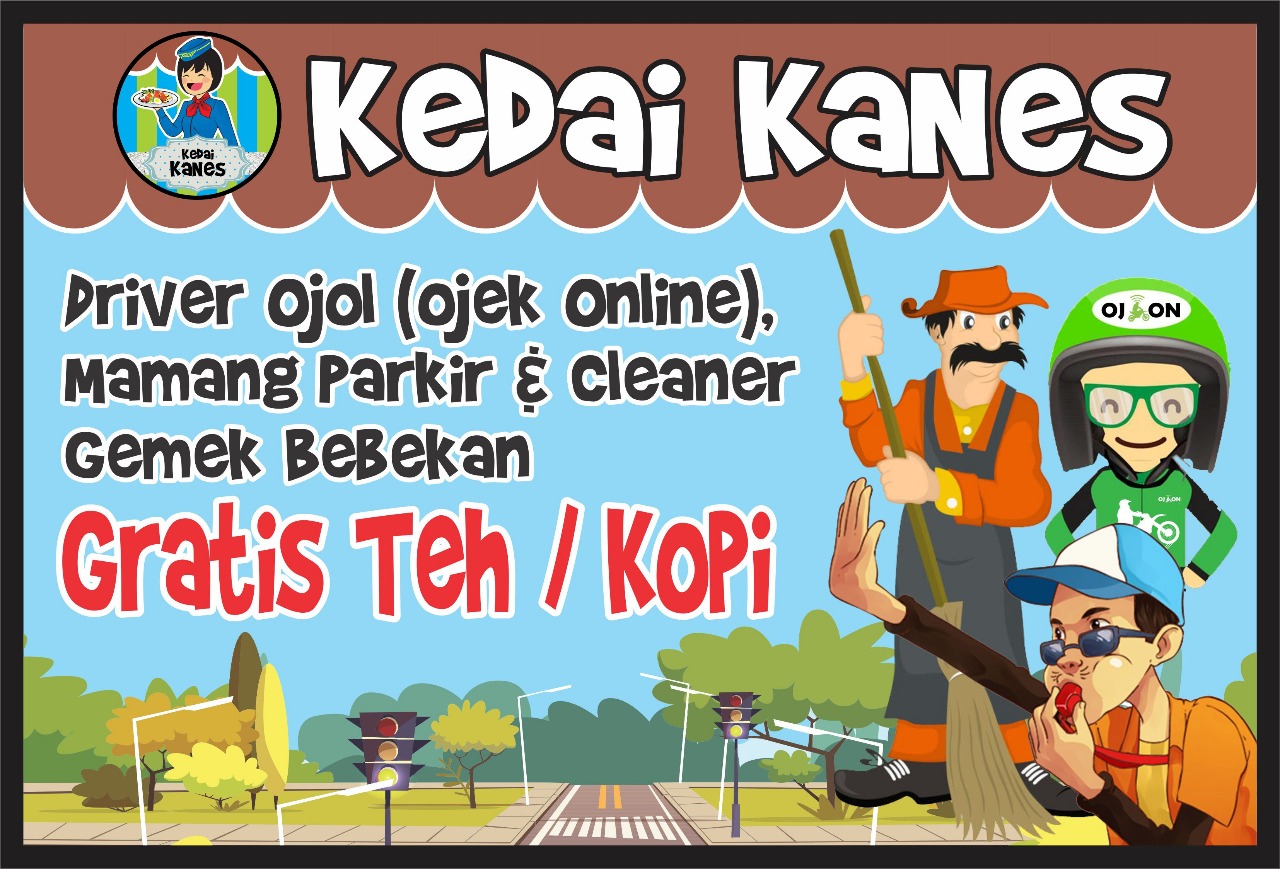 KeDai KaNes
KeDai
KaNes
Driver Ojol (Ojek Online),
Mamang Parkir & Cleaner
Gemek BeBekan
Gratis Teh / KoPi
OJ ON
OJ ON